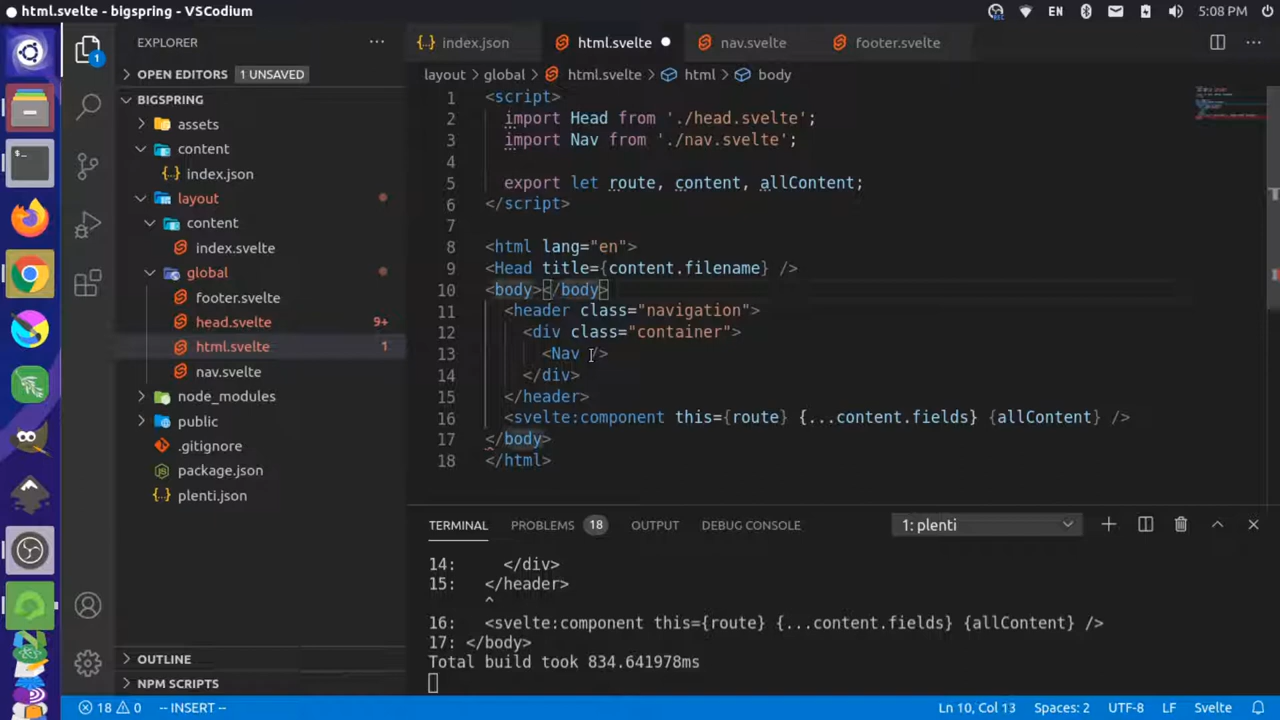 html.svelte - bigspring - VSCodium
EN
5:08 PM
EXPLORER
OPEN EDITORS 1 UNSAVED
BIGSPRING
assets
content
index.json
layout
content
index.svelte
global
footer.svelte
head.svelte 9+
html.svelte 1
nav.svelte
node_modules
public
.gitignore
package.json
plenti.json
OUTLINE
NPM SCRIPTS
1
index.json html.svelte nav.svelte footer.svelte
layout > global > html.svelte > html > body
1 <script>
2 import Head from './head.svelte';
3 import Nav from './nav.svelte';
4
5 export let route, content, allContent;
6 </script>
7
8 <html lang="en">
9 <Head title={content.filename} />
10 <body></body>
11 <header class="navigation">
12 <div class="container">
13 <Nav />
14 </div>
15 </header>
16 <svelte:component this={route} {...content.fields} {allContent} />
17 </body>
18 </html>
TERMINAL PROBLEMS 18 OUTPUT DEBUG CONSOLE 1: plenti
14: </div>
15: </header>
^
16: <svelte:component this={route} {...content.fields} {allContent} />
17: </body>
Total build took 834.641978ms
18 0 -- INSERT -- Ln 10, Col 13 Spaces: 2 UTF-8 LF Svelte